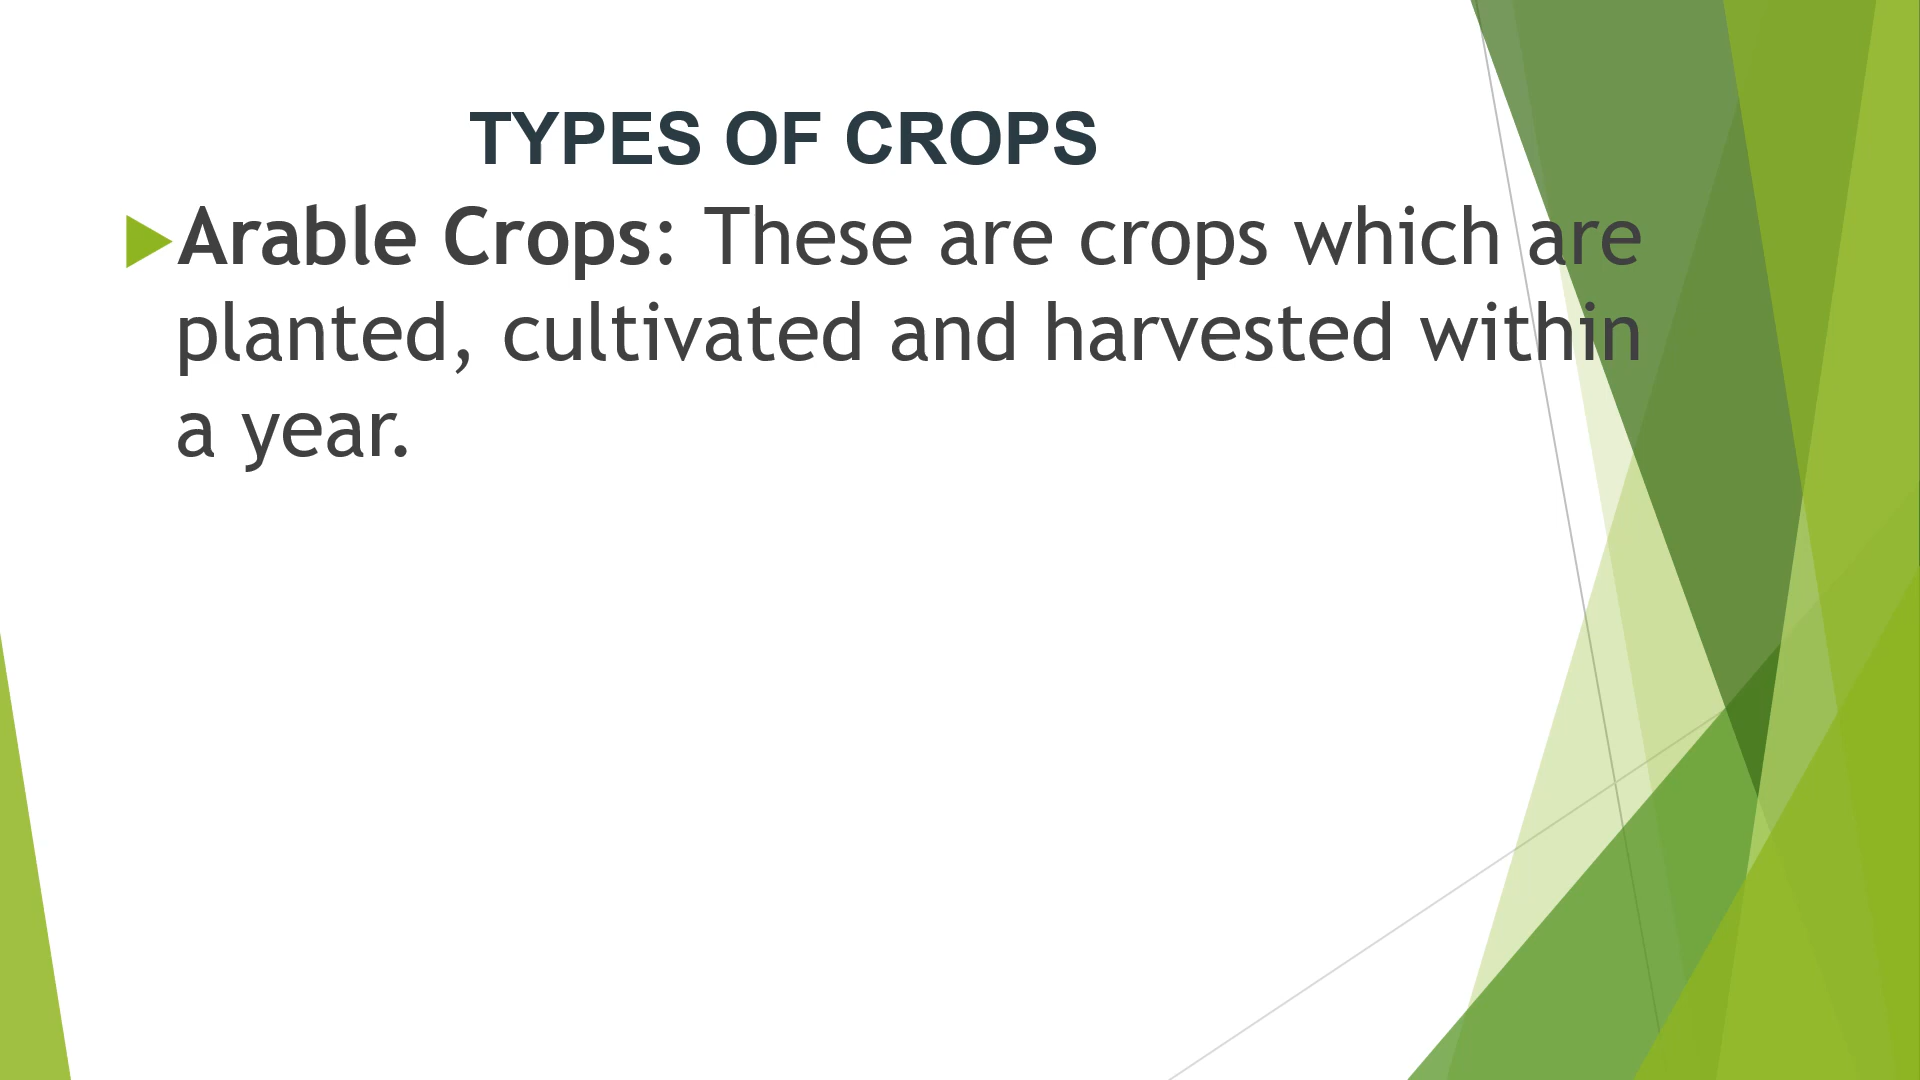 TYPES OF CROPS
Arable Crops: These are crops which are
planted, cultivated and harvested within
a year.